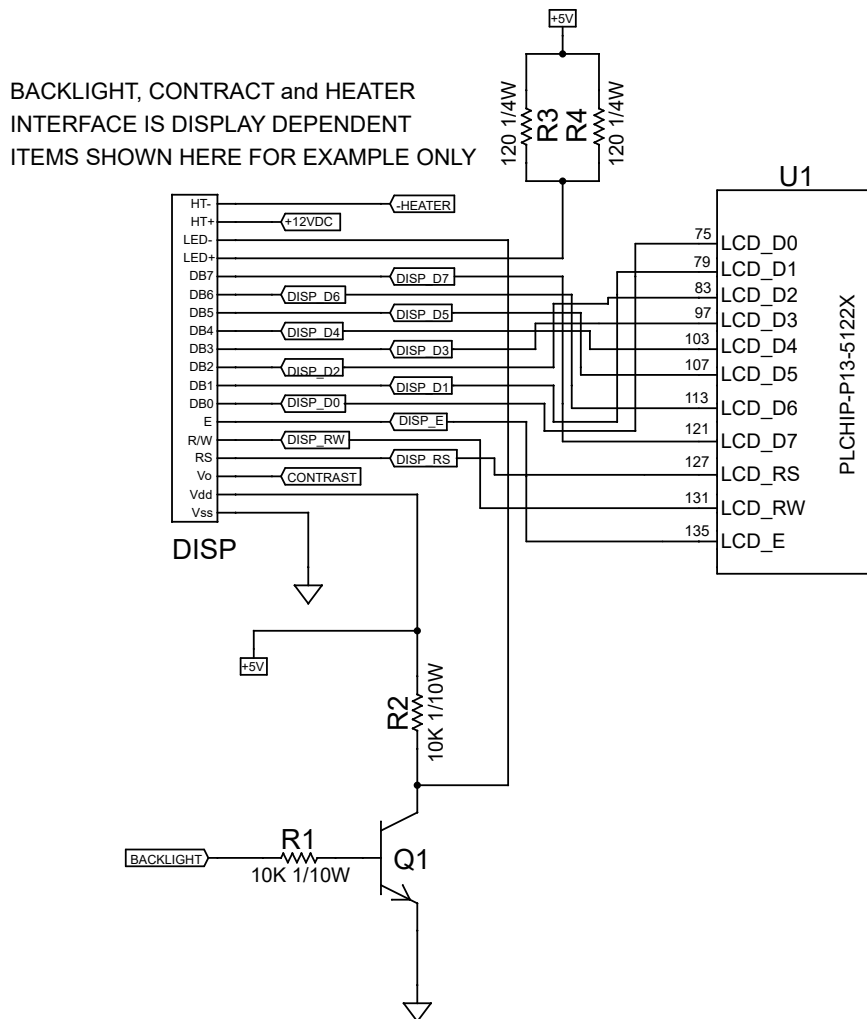 +5V
BACKLIGHT, CONTRACT and HEATER
INTERFACE IS DISPLAY DEPENDENT
ITEMS SHOWN HERE FOR EXAMPLE ONLY
120 1/4W
R3
R4
120 1/4W
U1
HT-
-HEATER
HT+
+12VDC
LED-
LED+
DB7
DISP_D7
DB6
DISP_D6
DB5
DISP_D5
DB4
DISP_D4
DB3
DISP_D3
DB2
DISP_D2
DB1
DISP_D1
DB0
DISP_D0
E
DISP_E
R/W
DISP_RW
RS
DISP_RS
Vo
CONTRAST
Vdd
Vss
DISP
75 LCD_D0
79 LCD_D1
83 LCD_D2
97 LCD_D3
103 LCD_D4
107 LCD_D5
113 LCD_D6
121 LCD_D7
127 LCD_RS
131 LCD_RW
135 LCD_E
PLCHIP-P13-5122X
+5V
R2
10K 1/10W
BACKLIGHT
R1
10K 1/10W
Q1